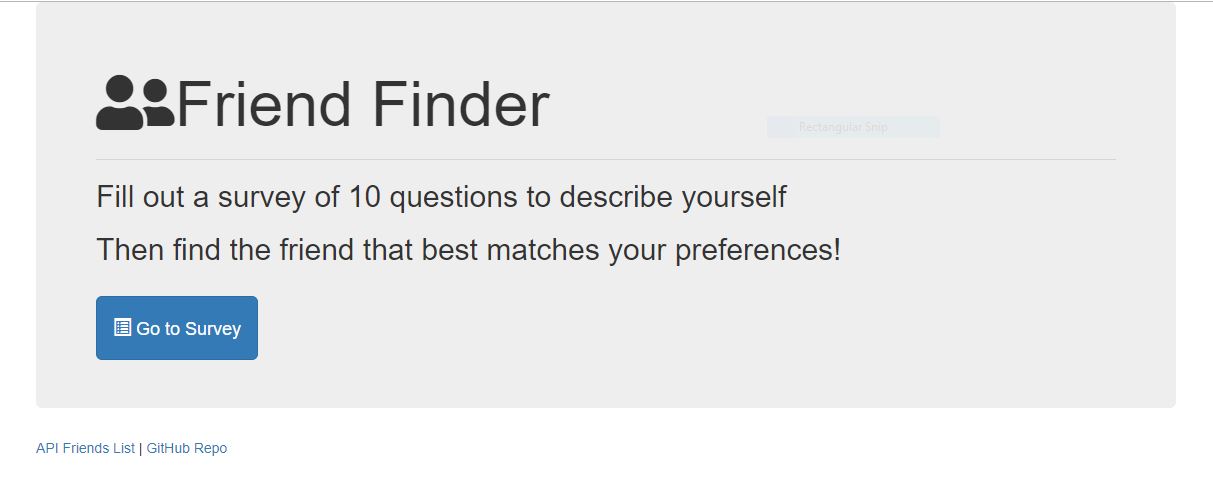 Friend Finder
Rectangular Snip
Fill out a survey of 10 questions to describe yourself
Then find the friend that best matches your preferences!
Go to Survey
API Friends List | GitHub Repo